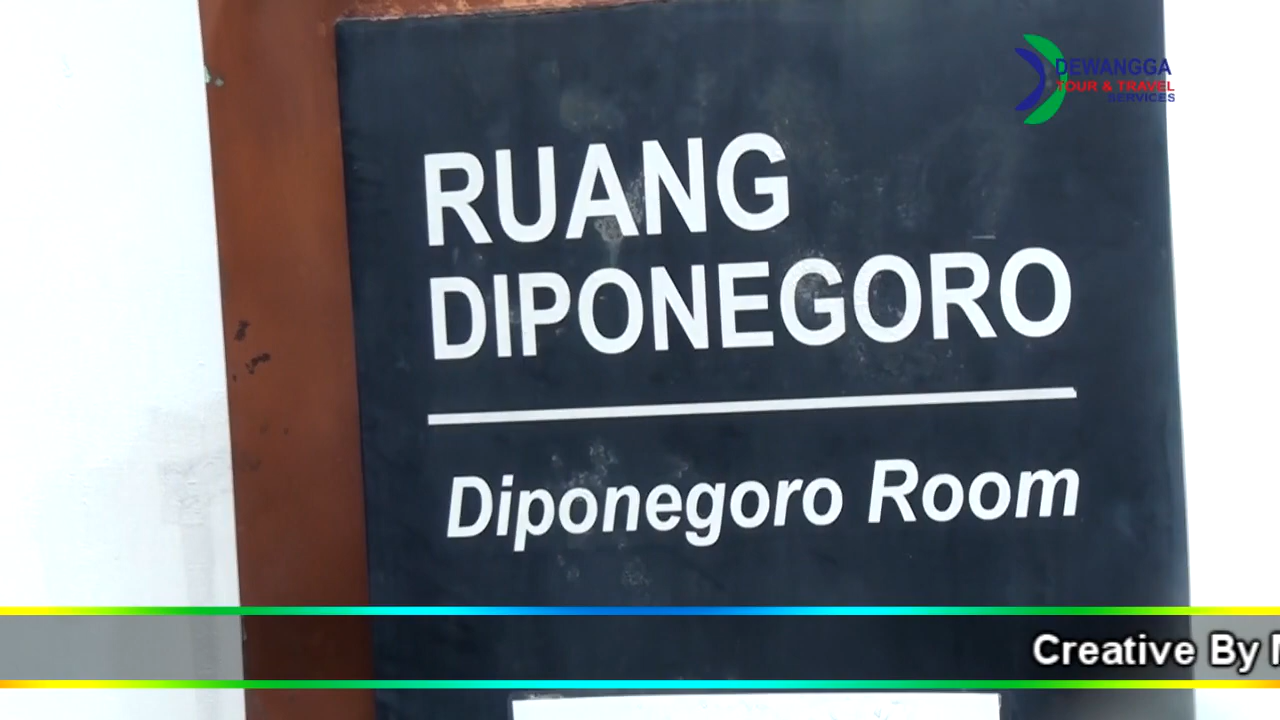 DEWANGGA
TOUR & TRAVEL
SERVICES
RUANG
DIPONEGORO
Diponegoro Room
Creative By